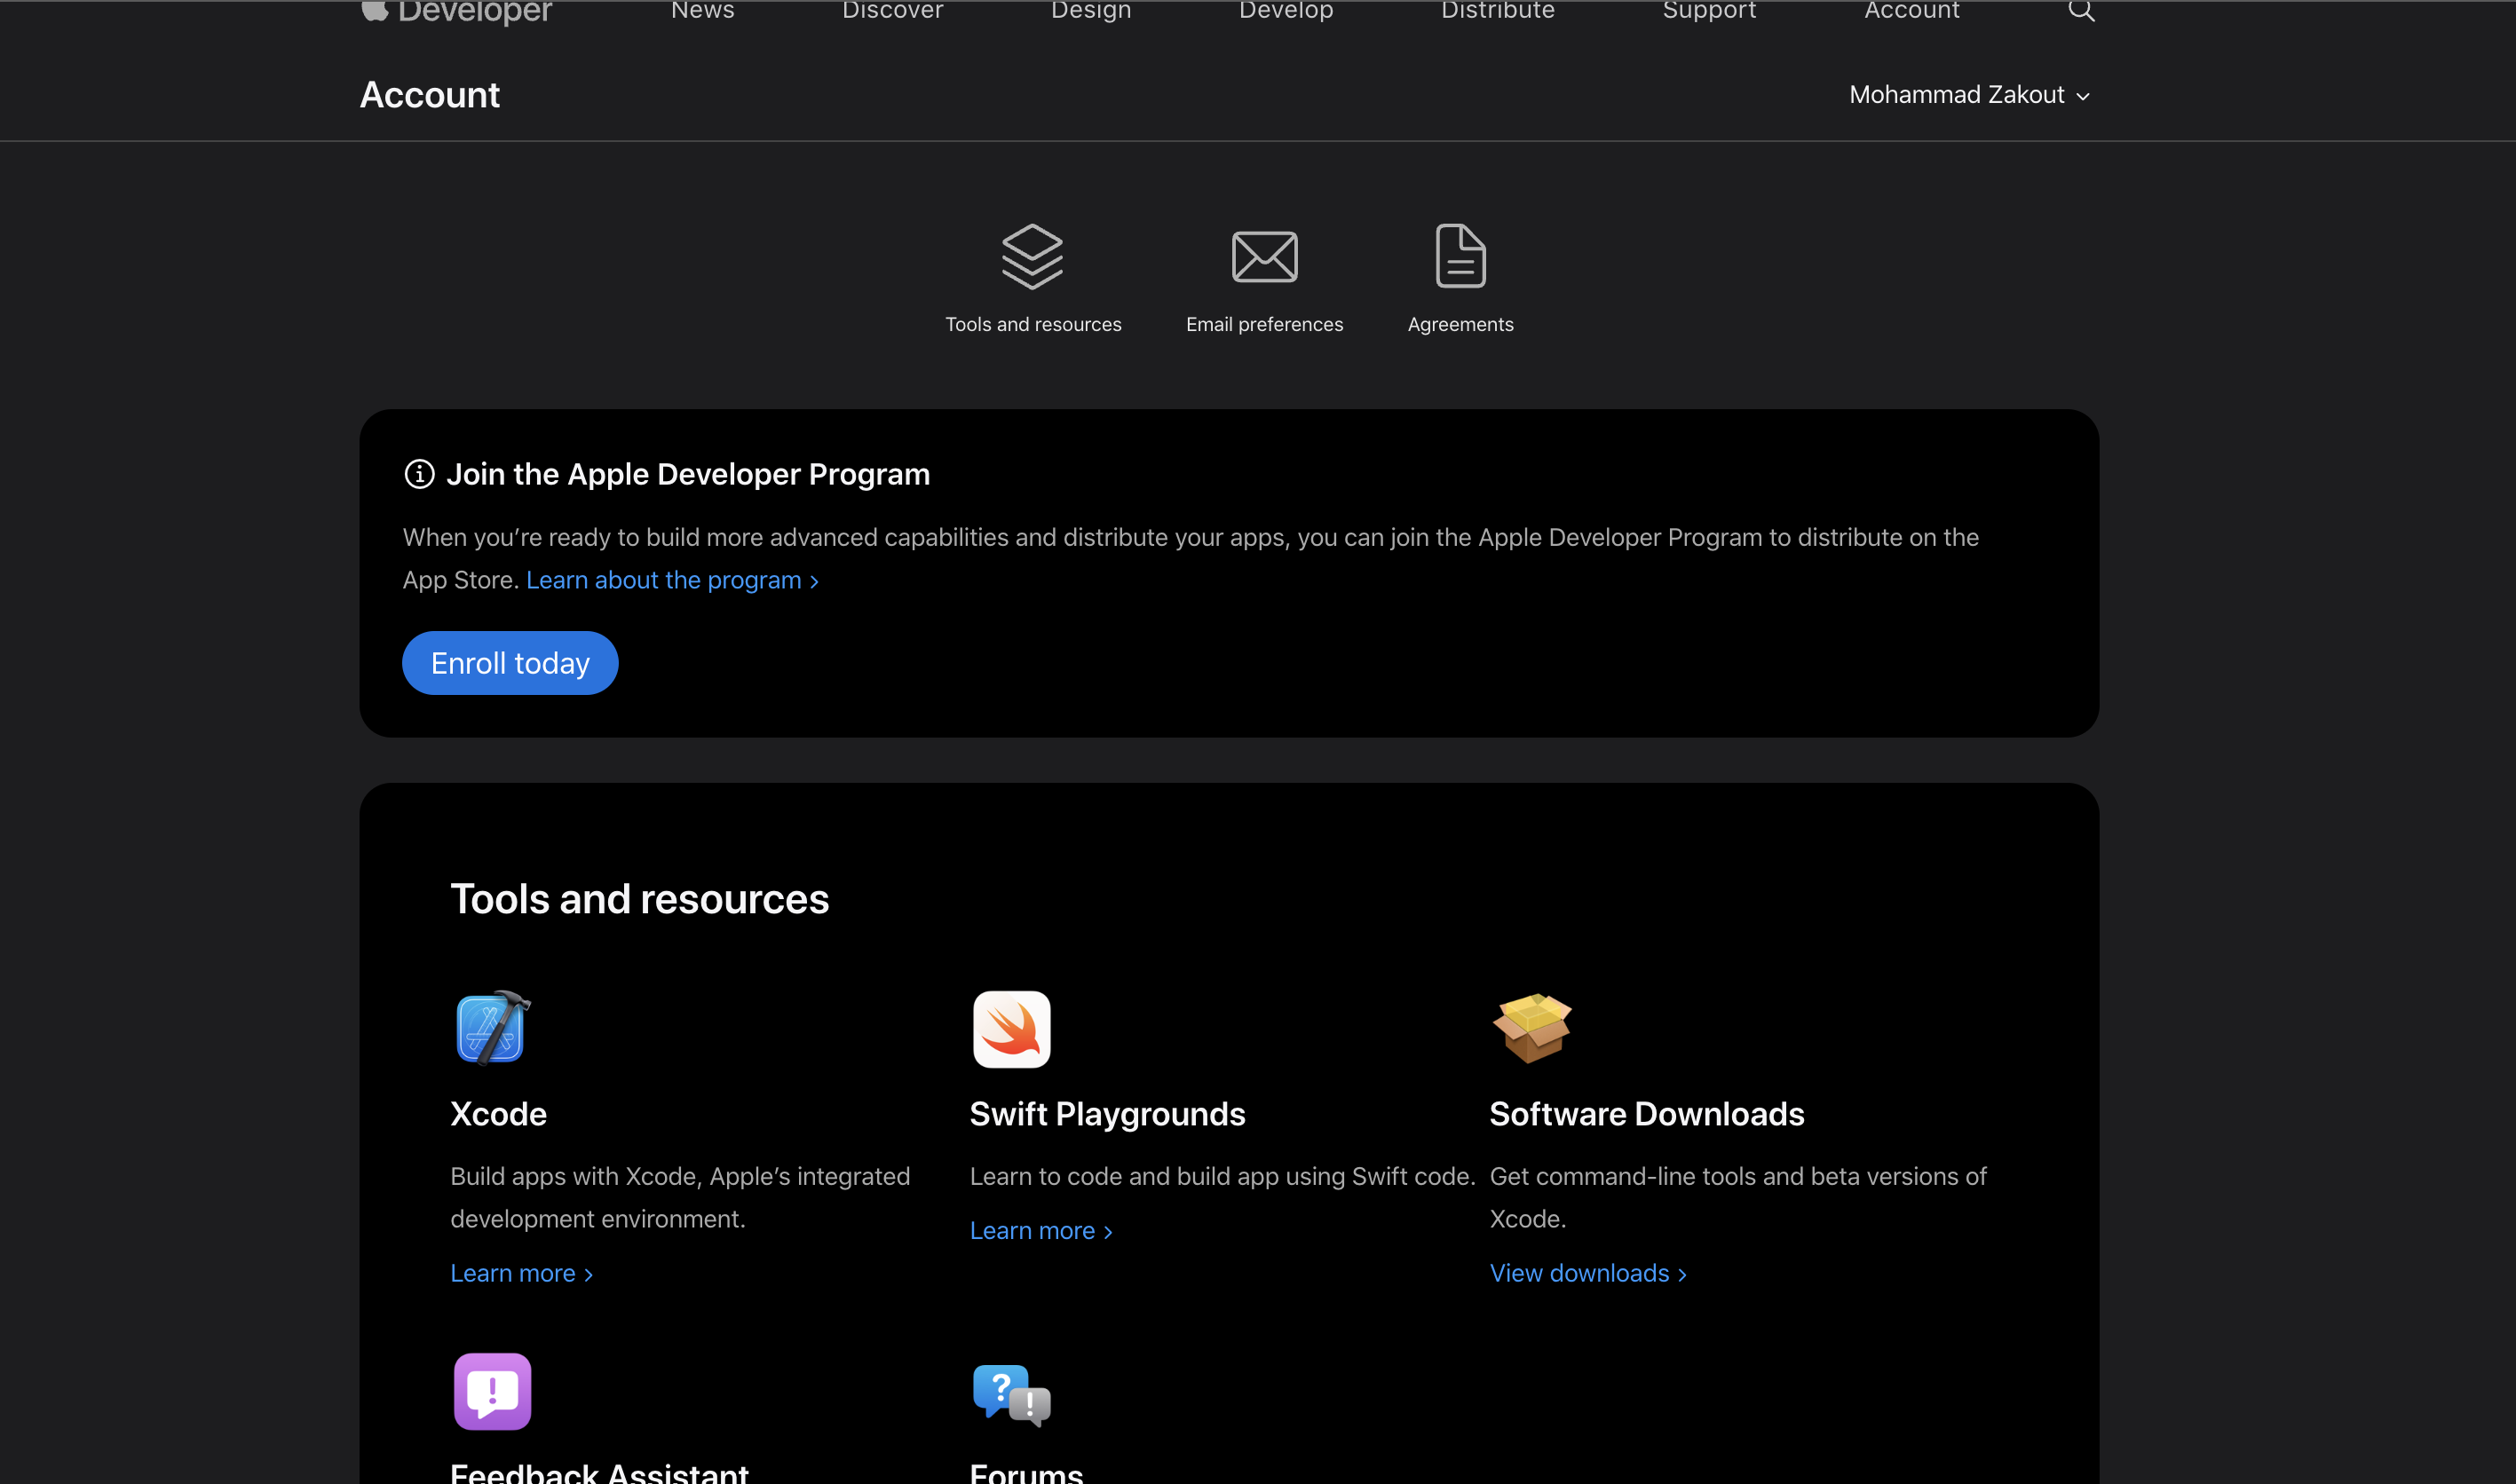 Developer
News
Discover
Design
Develop
Distribute
Support
Account
Account
Mohammad Zakout
Tools and resources
Email preferences
Agreements
Join the Apple Developer Program
When you’re ready to build more advanced capabilities and distribute your apps, you can join the Apple Developer Program to distribute on the
App Store. Learn about the program ›
Enroll today
Tools and resources
Xcode
Build apps with Xcode, Apple’s integrated
development environment.
Learn more ›
Swift Playgrounds
Learn to code and build app using Swift code.
Learn more ›
Software Downloads
Get command-line tools and beta versions of
Xcode.
View downloads ›
Feedback Assistant
Forums